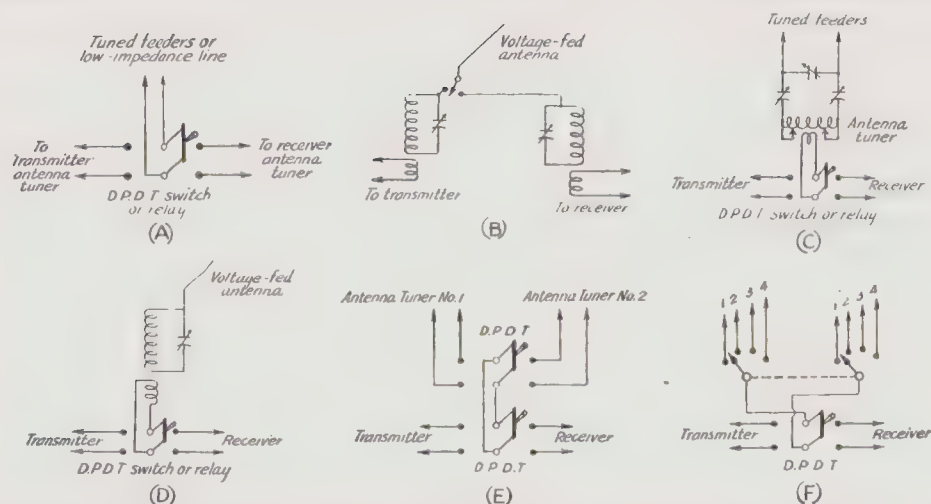 Tuned feeders or
low-impedance line
To
Transmitter
antenna
tuner
To receiver
antenna
tuner
D.P.D.T switch
or relay
(A)
Voltage-fed
antenna
To transmitter
To receiver
(B)
Tuned feeders
Antenna
tuner
Transmitter
Receiver
D.P.D.T switch or relay
(C)
Voltage-fed
antenna
Transmitter
Receiver
D.P.D.T switch or relay
(D)
Antenna Tuner No.1
Antenna Tuner No.2
D.P.D.T
Transmitter
Receiver
D.P.D.T
(E)
1 2 3 4
1 2 3 4
Transmitter
Receiver
D.P.D.T
(F)